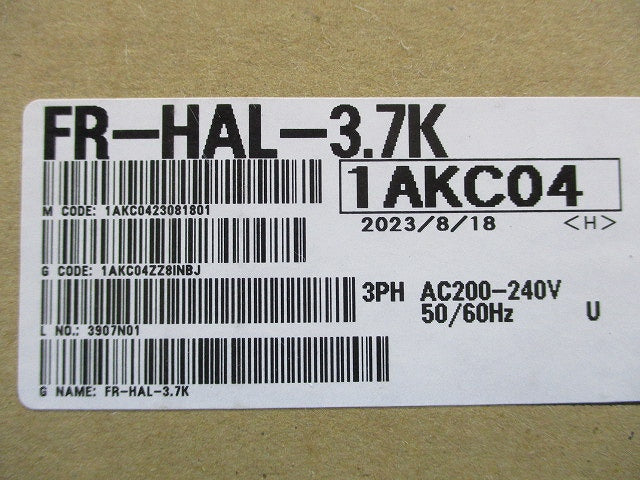 FR-HAL-3.7K
1AKC04
M CODE: 1AKC0423081801
2023/8/18 <H>
G CODE: 1AKC04ZZ8INBJ
3PH AC200-240V
50/60Hz U
L NO.: 3907N01
G NAME: FR-HAL-3.7K